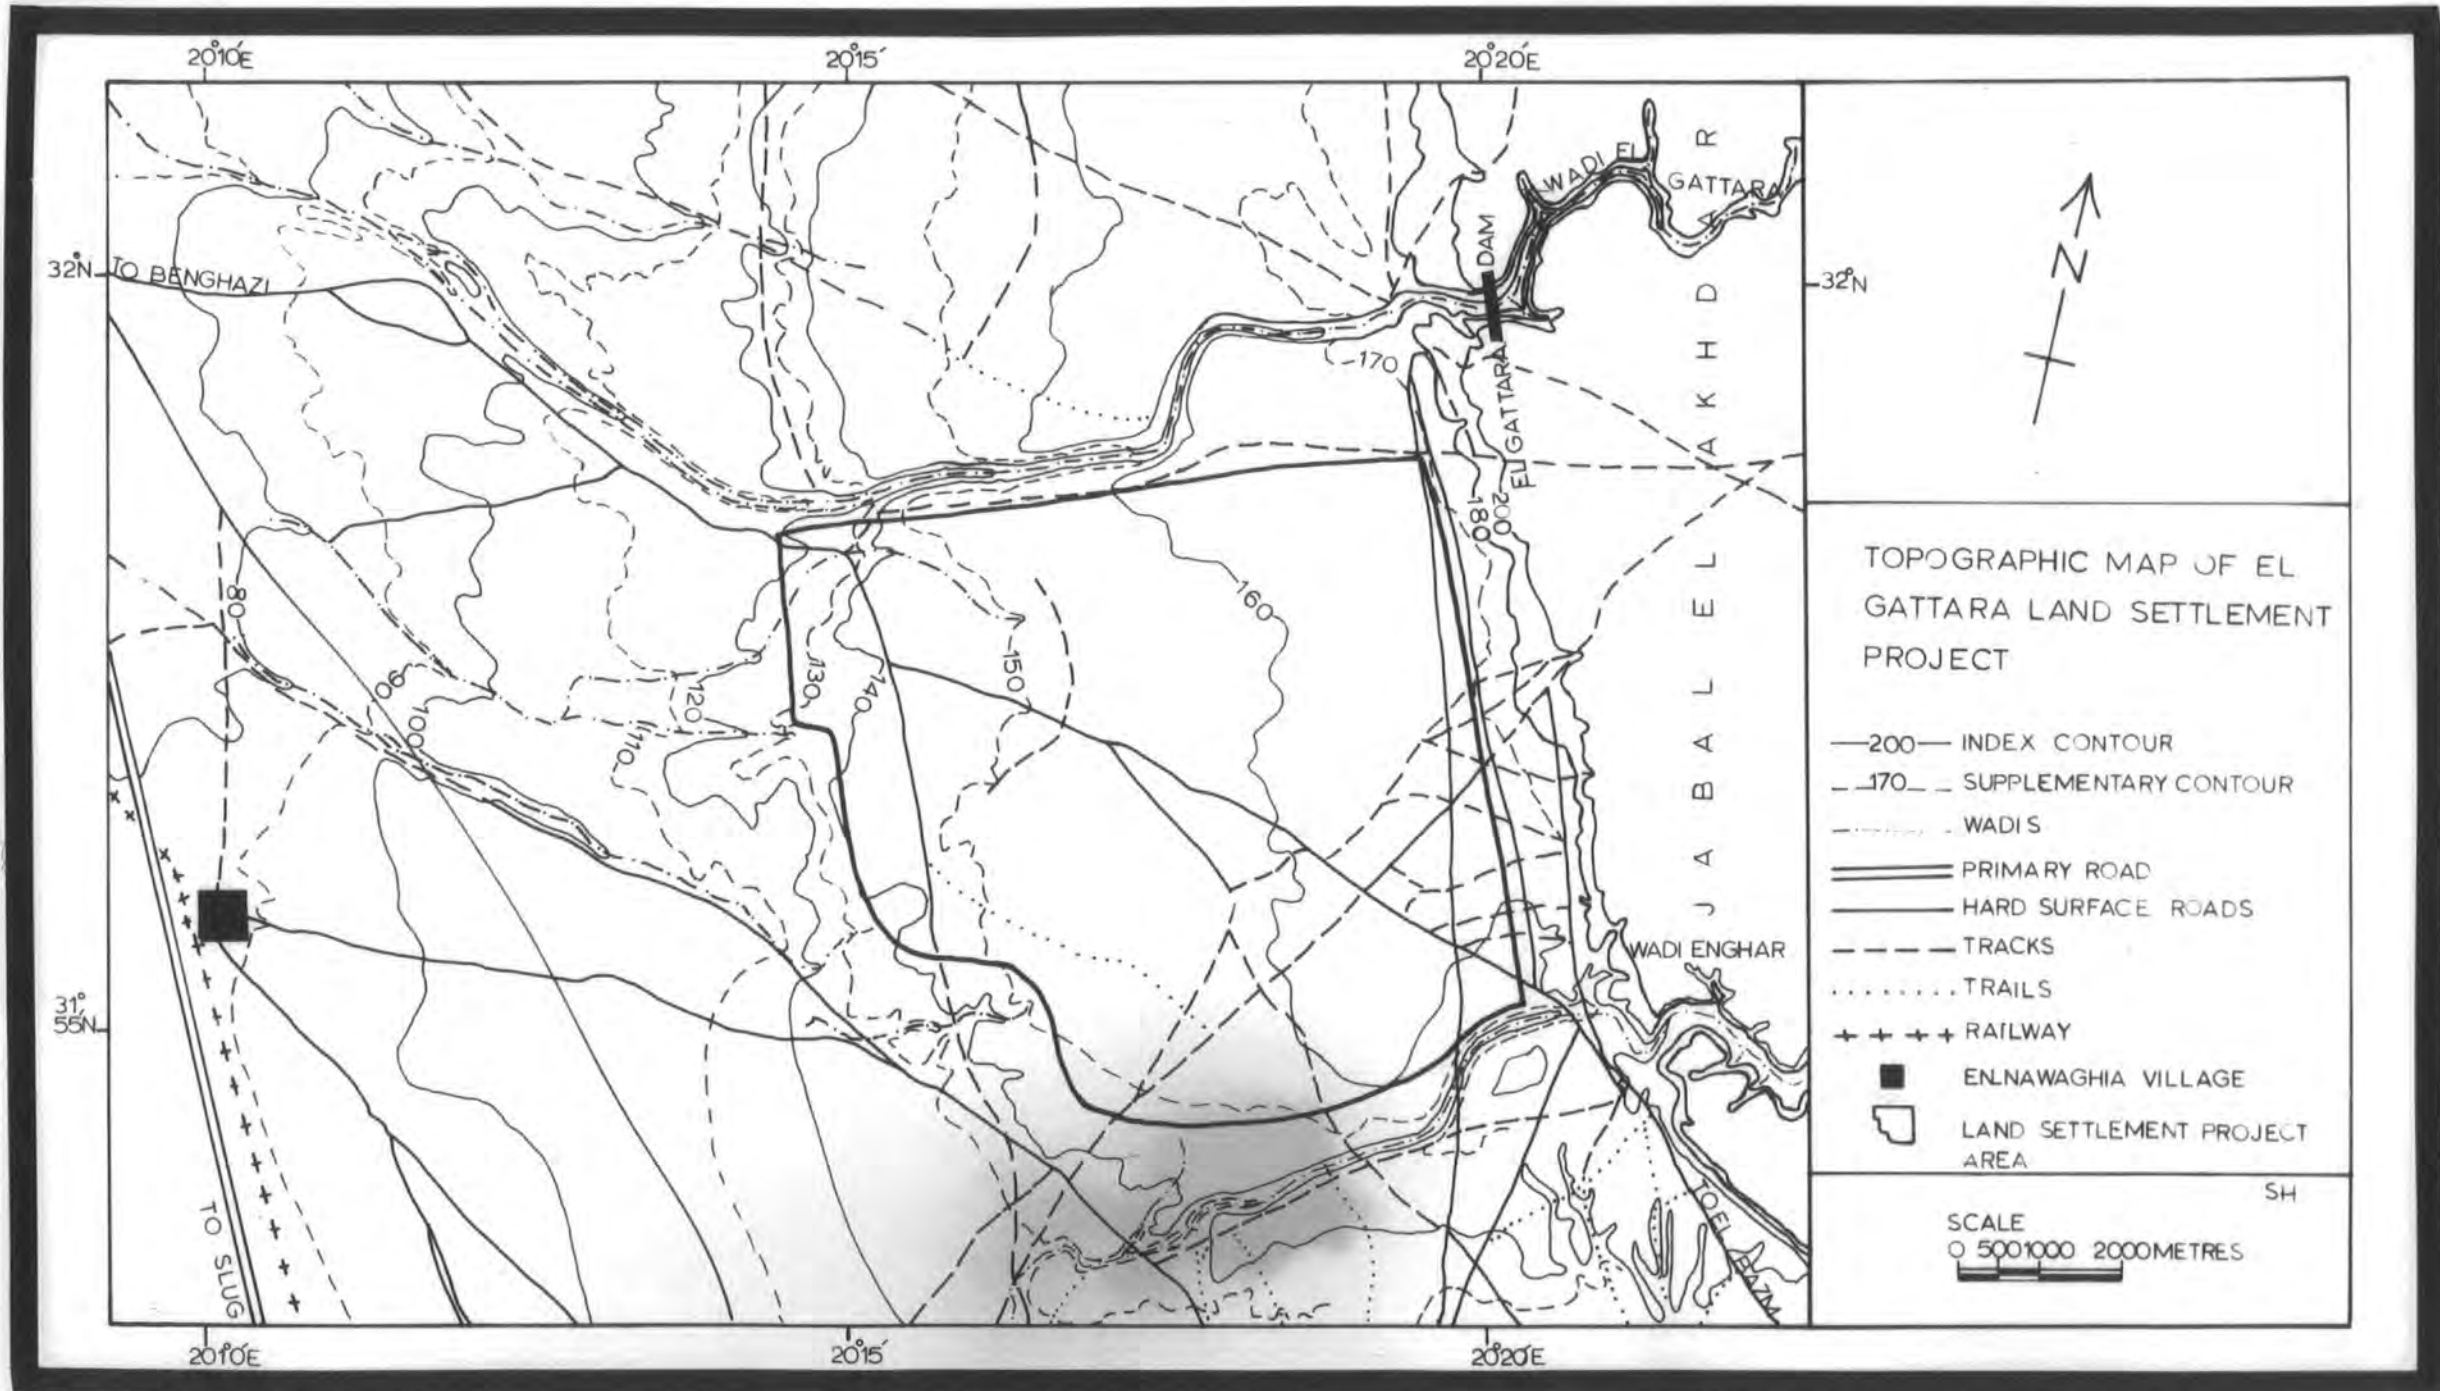 20°10′E
20°15′
20°20′E
32°N
TO BENGHAZI
WADI EL
GATTARA
DAM
32°N
EL GATTARA
JABAL EL AKHDAR
170
180
200
160
150
140
130
120
110
100
90
80
WADI ENGHAR
31°
55′N
TO SLUG
TO EL
20°10′E
20°15′
20°20′E
N
TOPOGRAPHIC MAP OF EL
GATTARA LAND SETTLEMENT
PROJECT
200 INDEX CONTOUR
170 SUPPLEMENTARY CONTOUR
WADIS
PRIMARY ROAD
HARD SURFACE ROADS
TRACKS
TRAILS
RAILWAY
EN.NAWAGHIA VILLAGE
LAND SETTLEMENT PROJECT
AREA
SH
SCALE
0 500 1000 2000 METRES